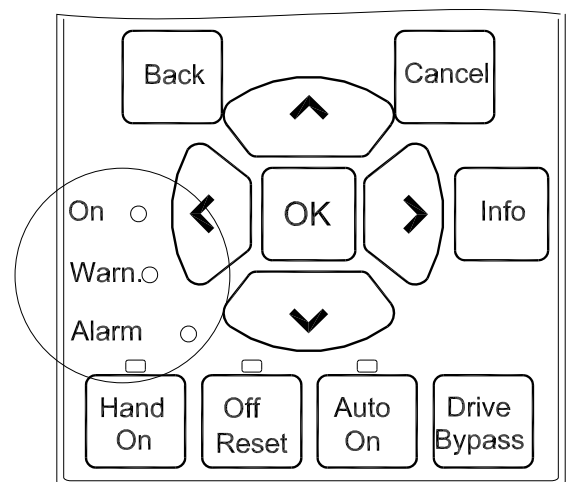 Back
Cancel
On
OK
Info
Warn.
Alarm
Hand
On
Off
Reset
Auto
On
Drive
Bypass